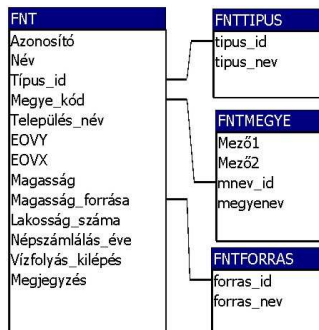 FNT
Azonosító
Név
Típus_id
Megye_kód
Település_név
EOVY
EOVX
Magasság
Magasság_forrása
Lakosság_száma
Népszámlálás_éve
Vízfolyás_kilépés
Megjegyzés
FNTTIPUS
tipus_id
tipus_nev
FNTMEGYE
Mező1
Mező2
mnev_id
megyenev
FNTFORRAS
forras_id
forras_nev